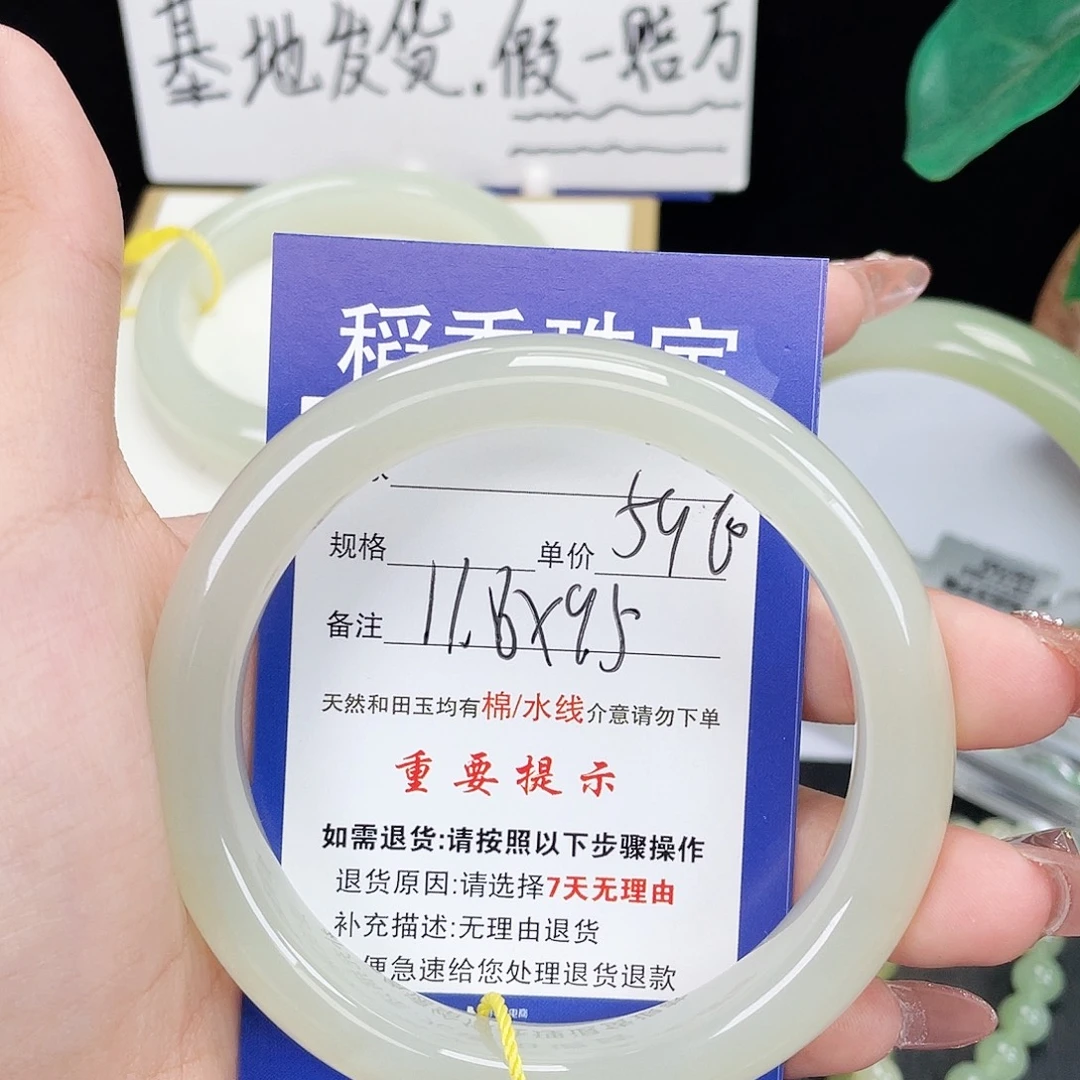 基地发货.假一赔万
稻香珠宝
规格 单价 596
备注 11.8x9.5
天然和田玉均有棉/水线介意请勿下单
重要提示
如需退货:请按照以下步骤操作
退货原因:请选择7天无理由
补充描述:无理由退货
便急速给您处理退货退款